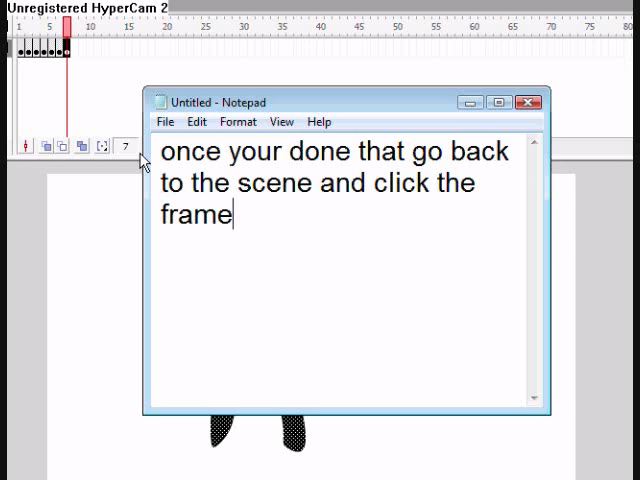 Unregistered HyperCam 2
1 5 10 15 20 25 30 35 40 45 50 55 60 65 70 75 80
Untitled - Notepad
File Edit Format View Help
7
once your done that go back
to the scene and click the
frame